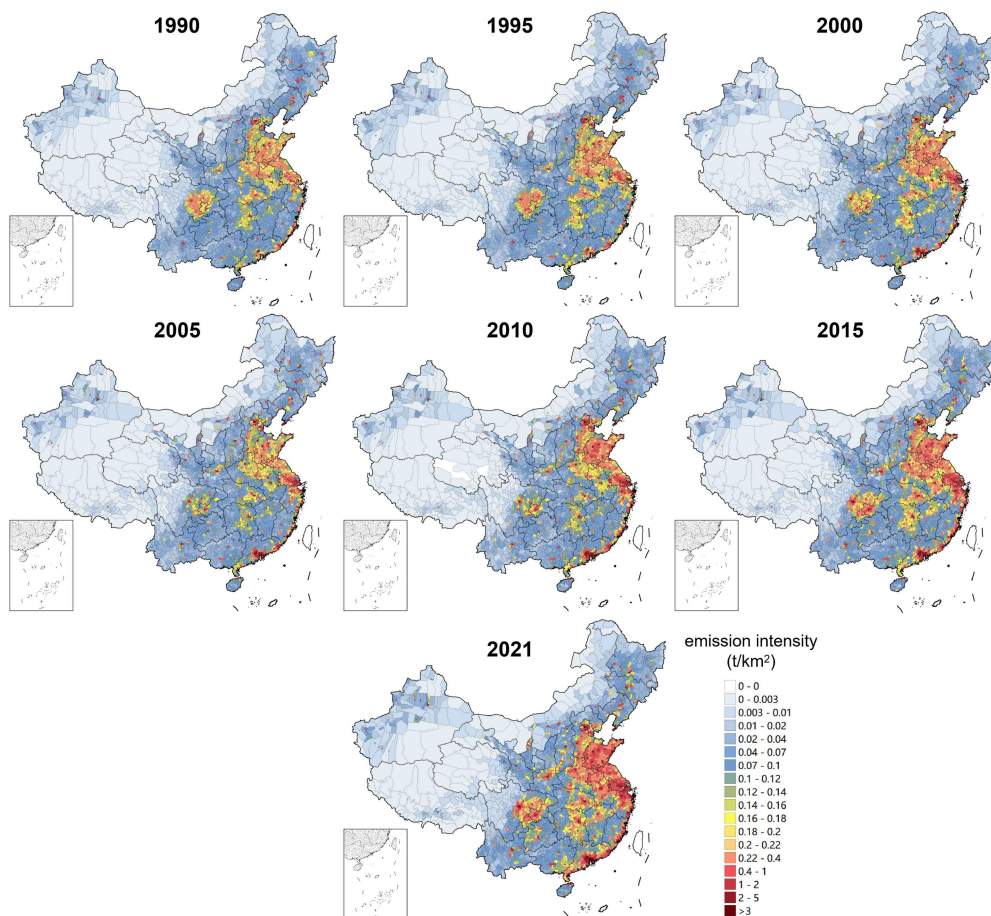 1990
1995
2000
2005
2010
2015
2021
emission intensity
(t/km²)
0 - 0
0 - 0.003
0.003 - 0.01
0.01 - 0.02
0.02 - 0.04
0.04 - 0.07
0.07 - 0.1
0.1 - 0.12
0.12 - 0.14
0.14 - 0.16
0.16 - 0.18
0.18 - 0.2
0.2 - 0.22
0.22 - 0.4
0.4 - 1
1 - 2
2 - 5
>3